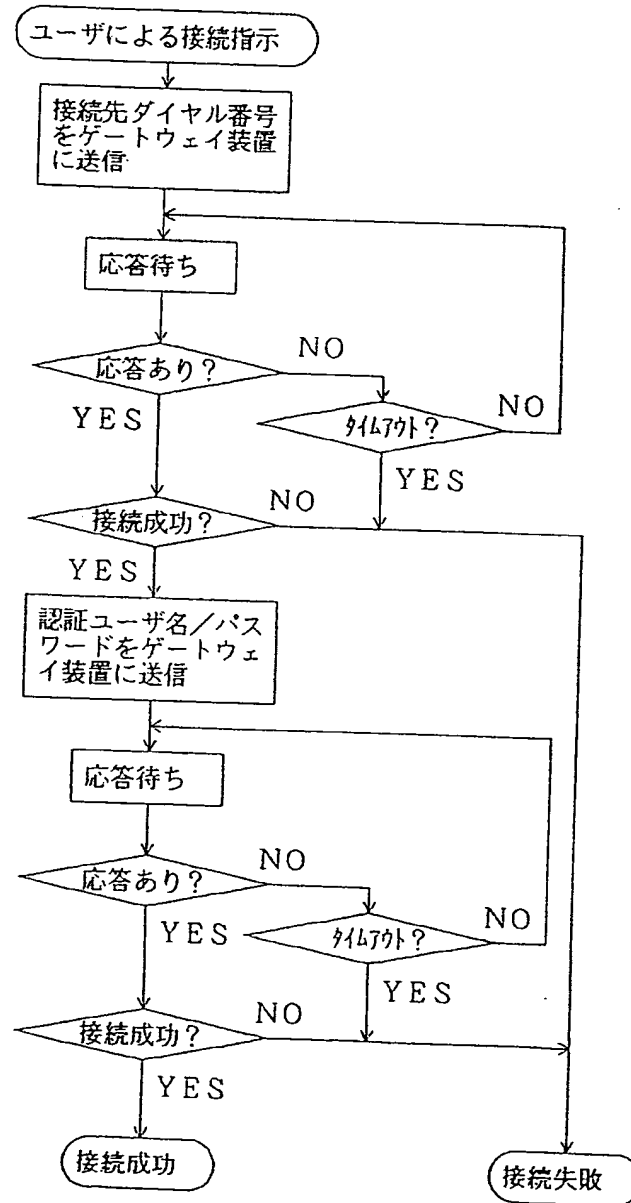 ユーザによる接続指示
接続先ダイヤル番号
をゲートウェイ装置
に送信
応答待ち
応答あり?
NO
YES
タイムアウト?
NO
YES
接続成功?
NO
YES
認証ユーザ名/パス
ワードをゲートウェ
イ装置に送信
応答待ち
応答あり?
NO
YES
タイムアウト?
NO
YES
接続成功?
NO
YES
接続成功
接続失敗